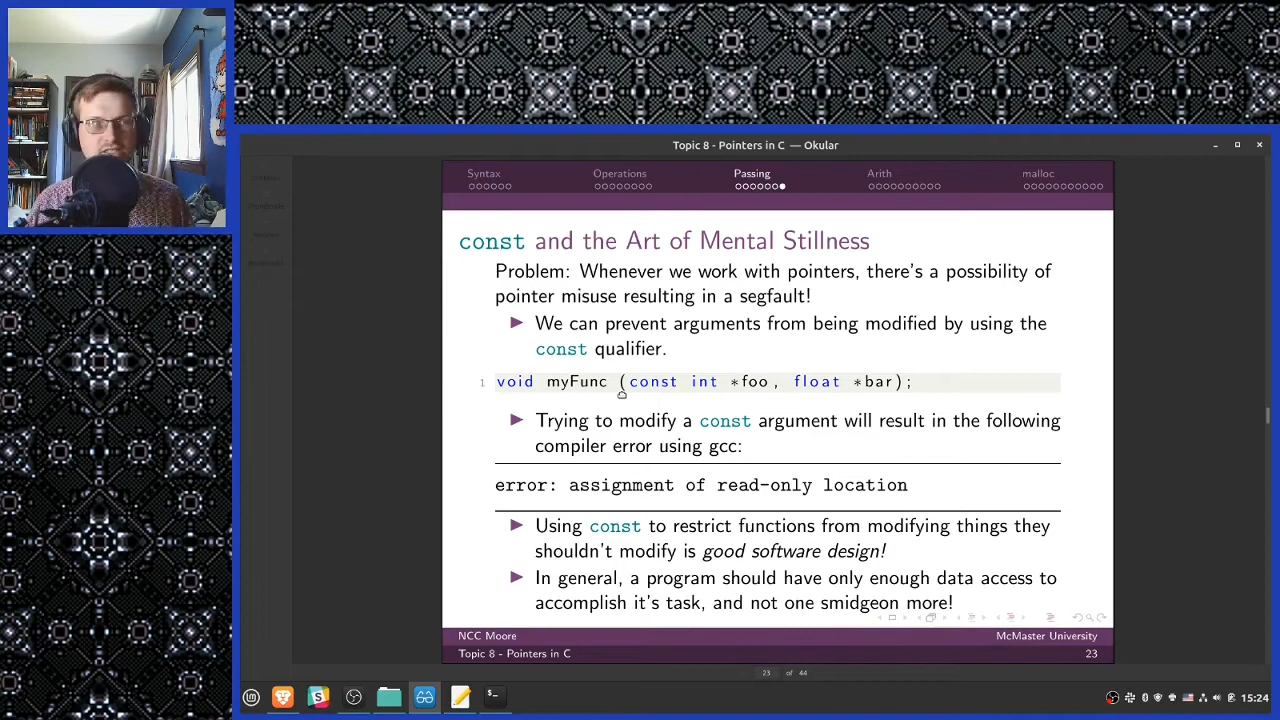 Topic 8 - Pointers in C — Okular
Syntax Operations Passing Arith malloc
const and the Art of Mental Stillness
Problem: Whenever we work with pointers, there's a possibility of
pointer misuse resulting in a segfault!
We can prevent arguments from being modified by using the
const qualifier.
1 void myFunc (const int *foo, float *bar);
Trying to modify a const argument will result in the following
compiler error using gcc:
error: assignment of read-only location
Using const to restrict functions from modifying things they
shouldn't modify is good software design!
In general, a program should have only enough data access to
accomplish it's task, and not one smidgeon more!
NCC Moore McMaster University
Topic 8 - Pointers in C 23
23 of 44
15:24